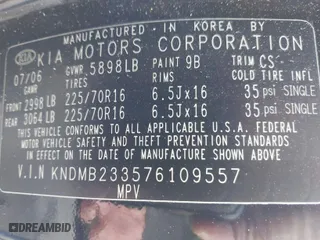 MANUFACTURED IN KOREA BY
KIA KIA MOTORS CORPORATION
07/06 GVWR 5898LB PAINT 9B TRIM CS
GAWR TIRES RIMS COLD TIRE INFL
FRONT 2998 LB 225/70R16 6.5Jx16 35 psi SINGLE
REAR 3064 LB 225/70R16 6.5Jx16 35 psi SINGLE
THIS VEHICLE CONFORMS TO ALL APPLICABLE U.S.A. FEDERAL
MOTOR VEHICLE SAFETY AND THEFT PREVENTION STANDARDS
IN EFFECT ON THE DATE OF MANUFACTURE SHOWN ABOVE.
V.I.N KNDMB233576109557
MPV